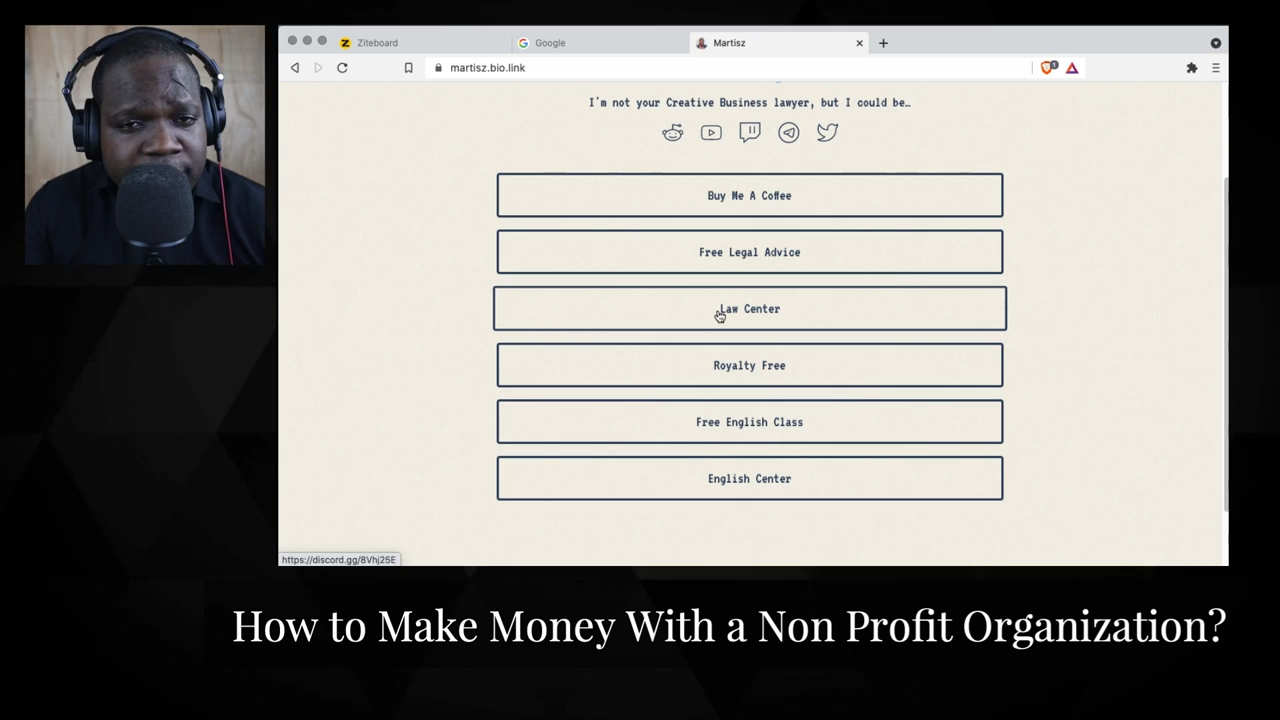 Ziteboard
Google
Martisz
martisz.bio.link
1
I'm not your Creative Business lawyer, but I could be…
Buy Me A Coffee
Free Legal Advice
Law Center
Royalty Free
Free English Class
English Center
https://discord.gg/8Vhj25E
How to Make Money With a Non Profit Organization?